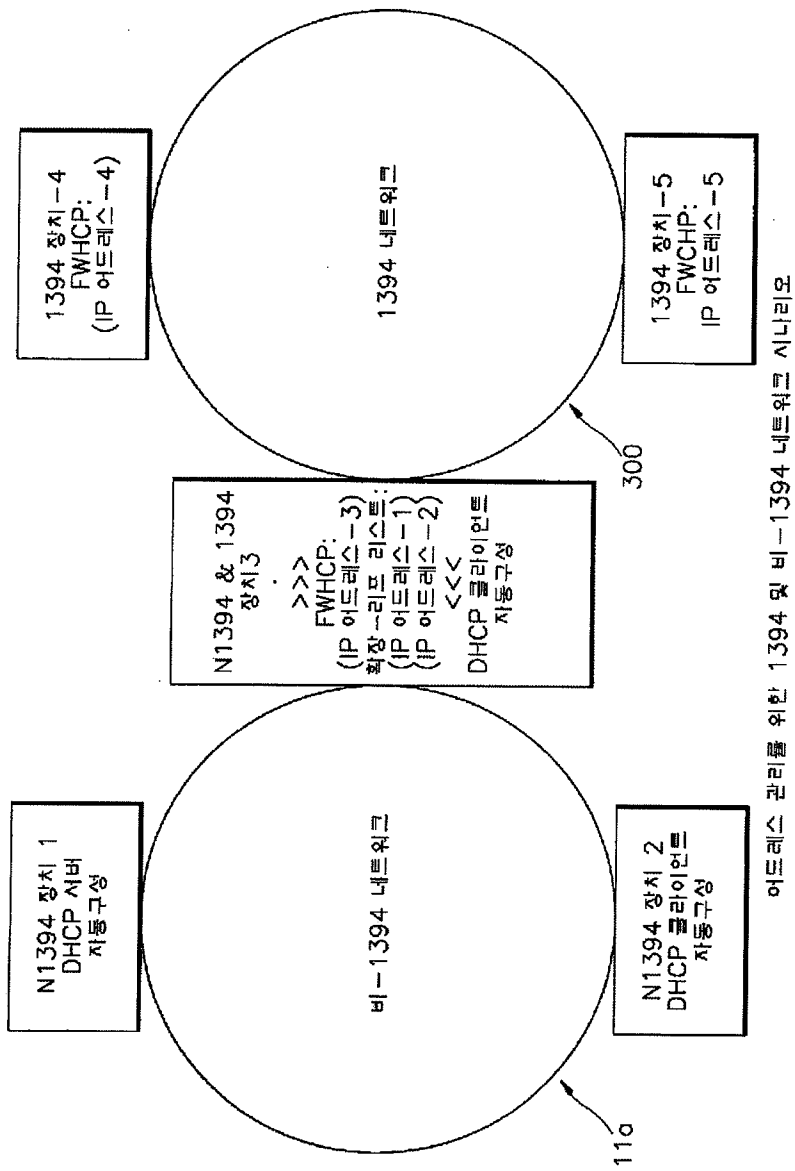 N1394 장치 1
DHCP 서버
자동구성
비-1394 네트워크
N1394 장치 2
DHCP 클라이언트
자동구성
11a
N1394 & 1394
장치3
>>>
FWHCP:
(IP 어드레스-3)
확장-리프 리스트:
(IP 어드레스-1)
(IP 어드레스-2)
<<<
DHCP 클라이언트
자동구성
1394 장치-4
FWHCP:
(IP 어드레스-4)
1394 네트워크
300
1394 장치-5
FWCHP:
IP 어드레스-5
어드레스 관리를 위한 1394 및 비-1394 네트워크 시나리오